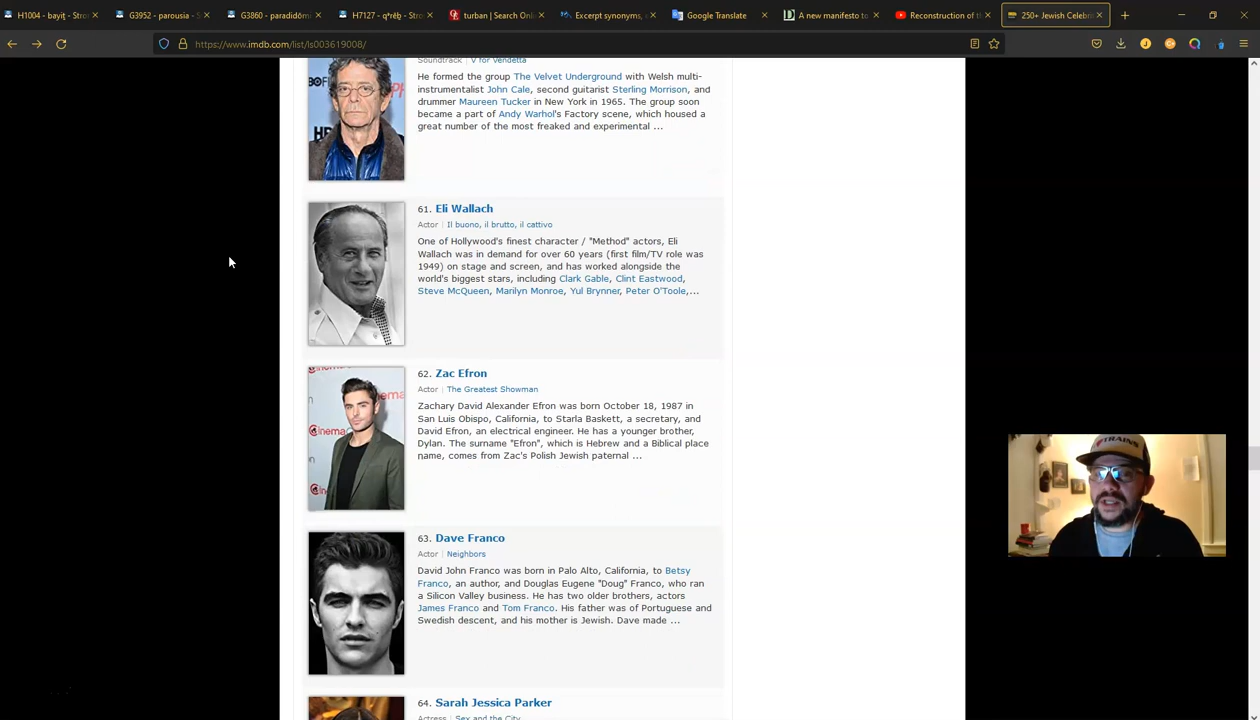 H1004 - bayiṯ - Stro
G3952 - parousia - S
G3860 - paradidōmi
H7127 - qᵊrēḇ - Stro
turban | Search Onli
Excerpt synonyms, e
Google Translate
A new manifesto to
Reconstruction of th
250+ Jewish Celebri
https://www.imdb.com/list/ls003619008/
Soundtrack | V for Vendetta
He formed the group The Velvet Underground with Welsh multi-
instrumentalist John Cale, second guitarist Sterling Morrison, and
drummer Maureen Tucker in New York in 1965. The group soon
became a part of Andy Warhol's Factory scene, which housed a
great number of the most freaked and experimental ...
61. Eli Wallach
Actor | Il buono, il brutto, il cattivo
One of Hollywood's finest character / "Method" actors, Eli
Wallach was in demand for over 60 years (first film/TV role was
1949) on stage and screen, and has worked alongside the
world's biggest stars, including Clark Gable, Clint Eastwood,
Steve McQueen, Marilyn Monroe, Yul Brynner, Peter O'Toole,...
62. Zac Efron
Actor | The Greatest Showman
Zachary David Alexander Efron was born October 18, 1987 in
San Luis Obispo, California, to Starla Baskett, a secretary, and
David Efron, an electrical engineer. He has a younger brother,
Dylan. The surname "Efron", which is Hebrew and a Biblical place
name, comes from Zac's Polish Jewish paternal ...
63. Dave Franco
Actor | Neighbors
David John Franco was born in Palo Alto, California, to Betsy
Franco, an author, and Douglas Eugene "Doug" Franco, who ran
a Silicon Valley business. He has two older brothers, actors
James Franco and Tom Franco. His father was of Portuguese and
Swedish descent, and his mother is Jewish. Dave made ...
64. Sarah Jessica Parker
Actress | Sex and the City
TRAINS